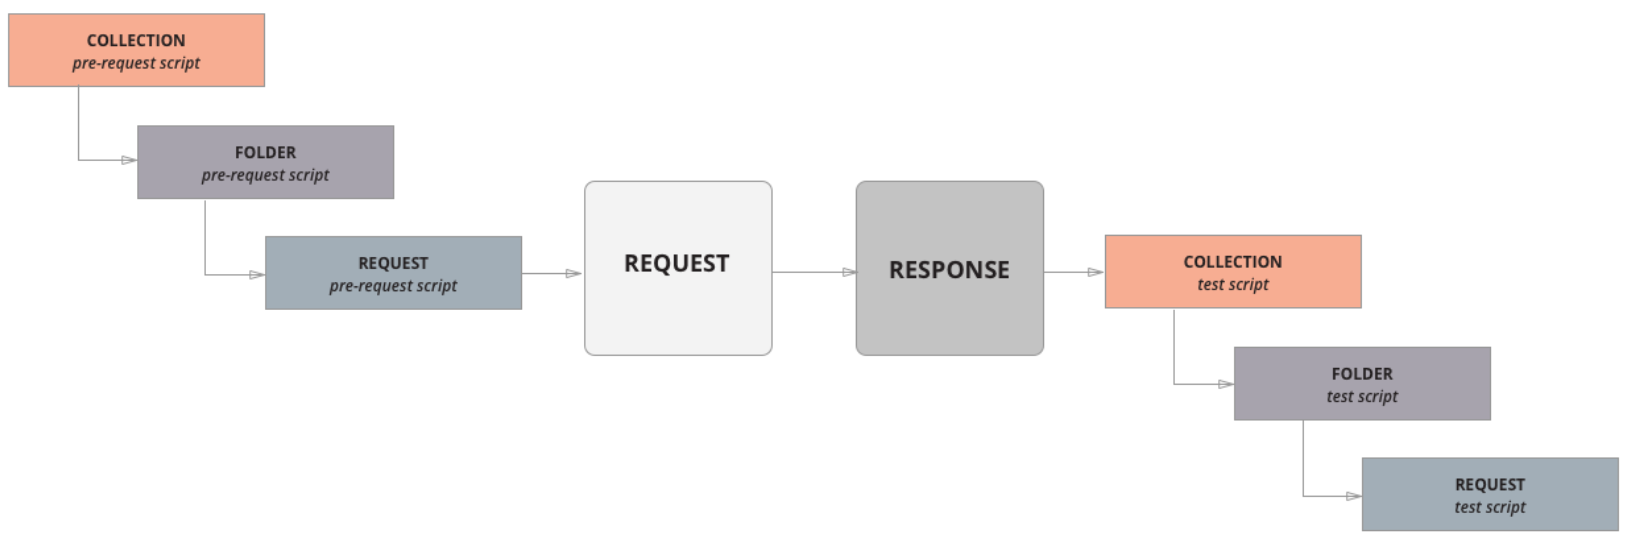 COLLECTION
pre-request script
FOLDER
pre-request script
REQUEST
pre-request script
REQUEST
RESPONSE
COLLECTION
test script
FOLDER
test script
REQUEST
test script